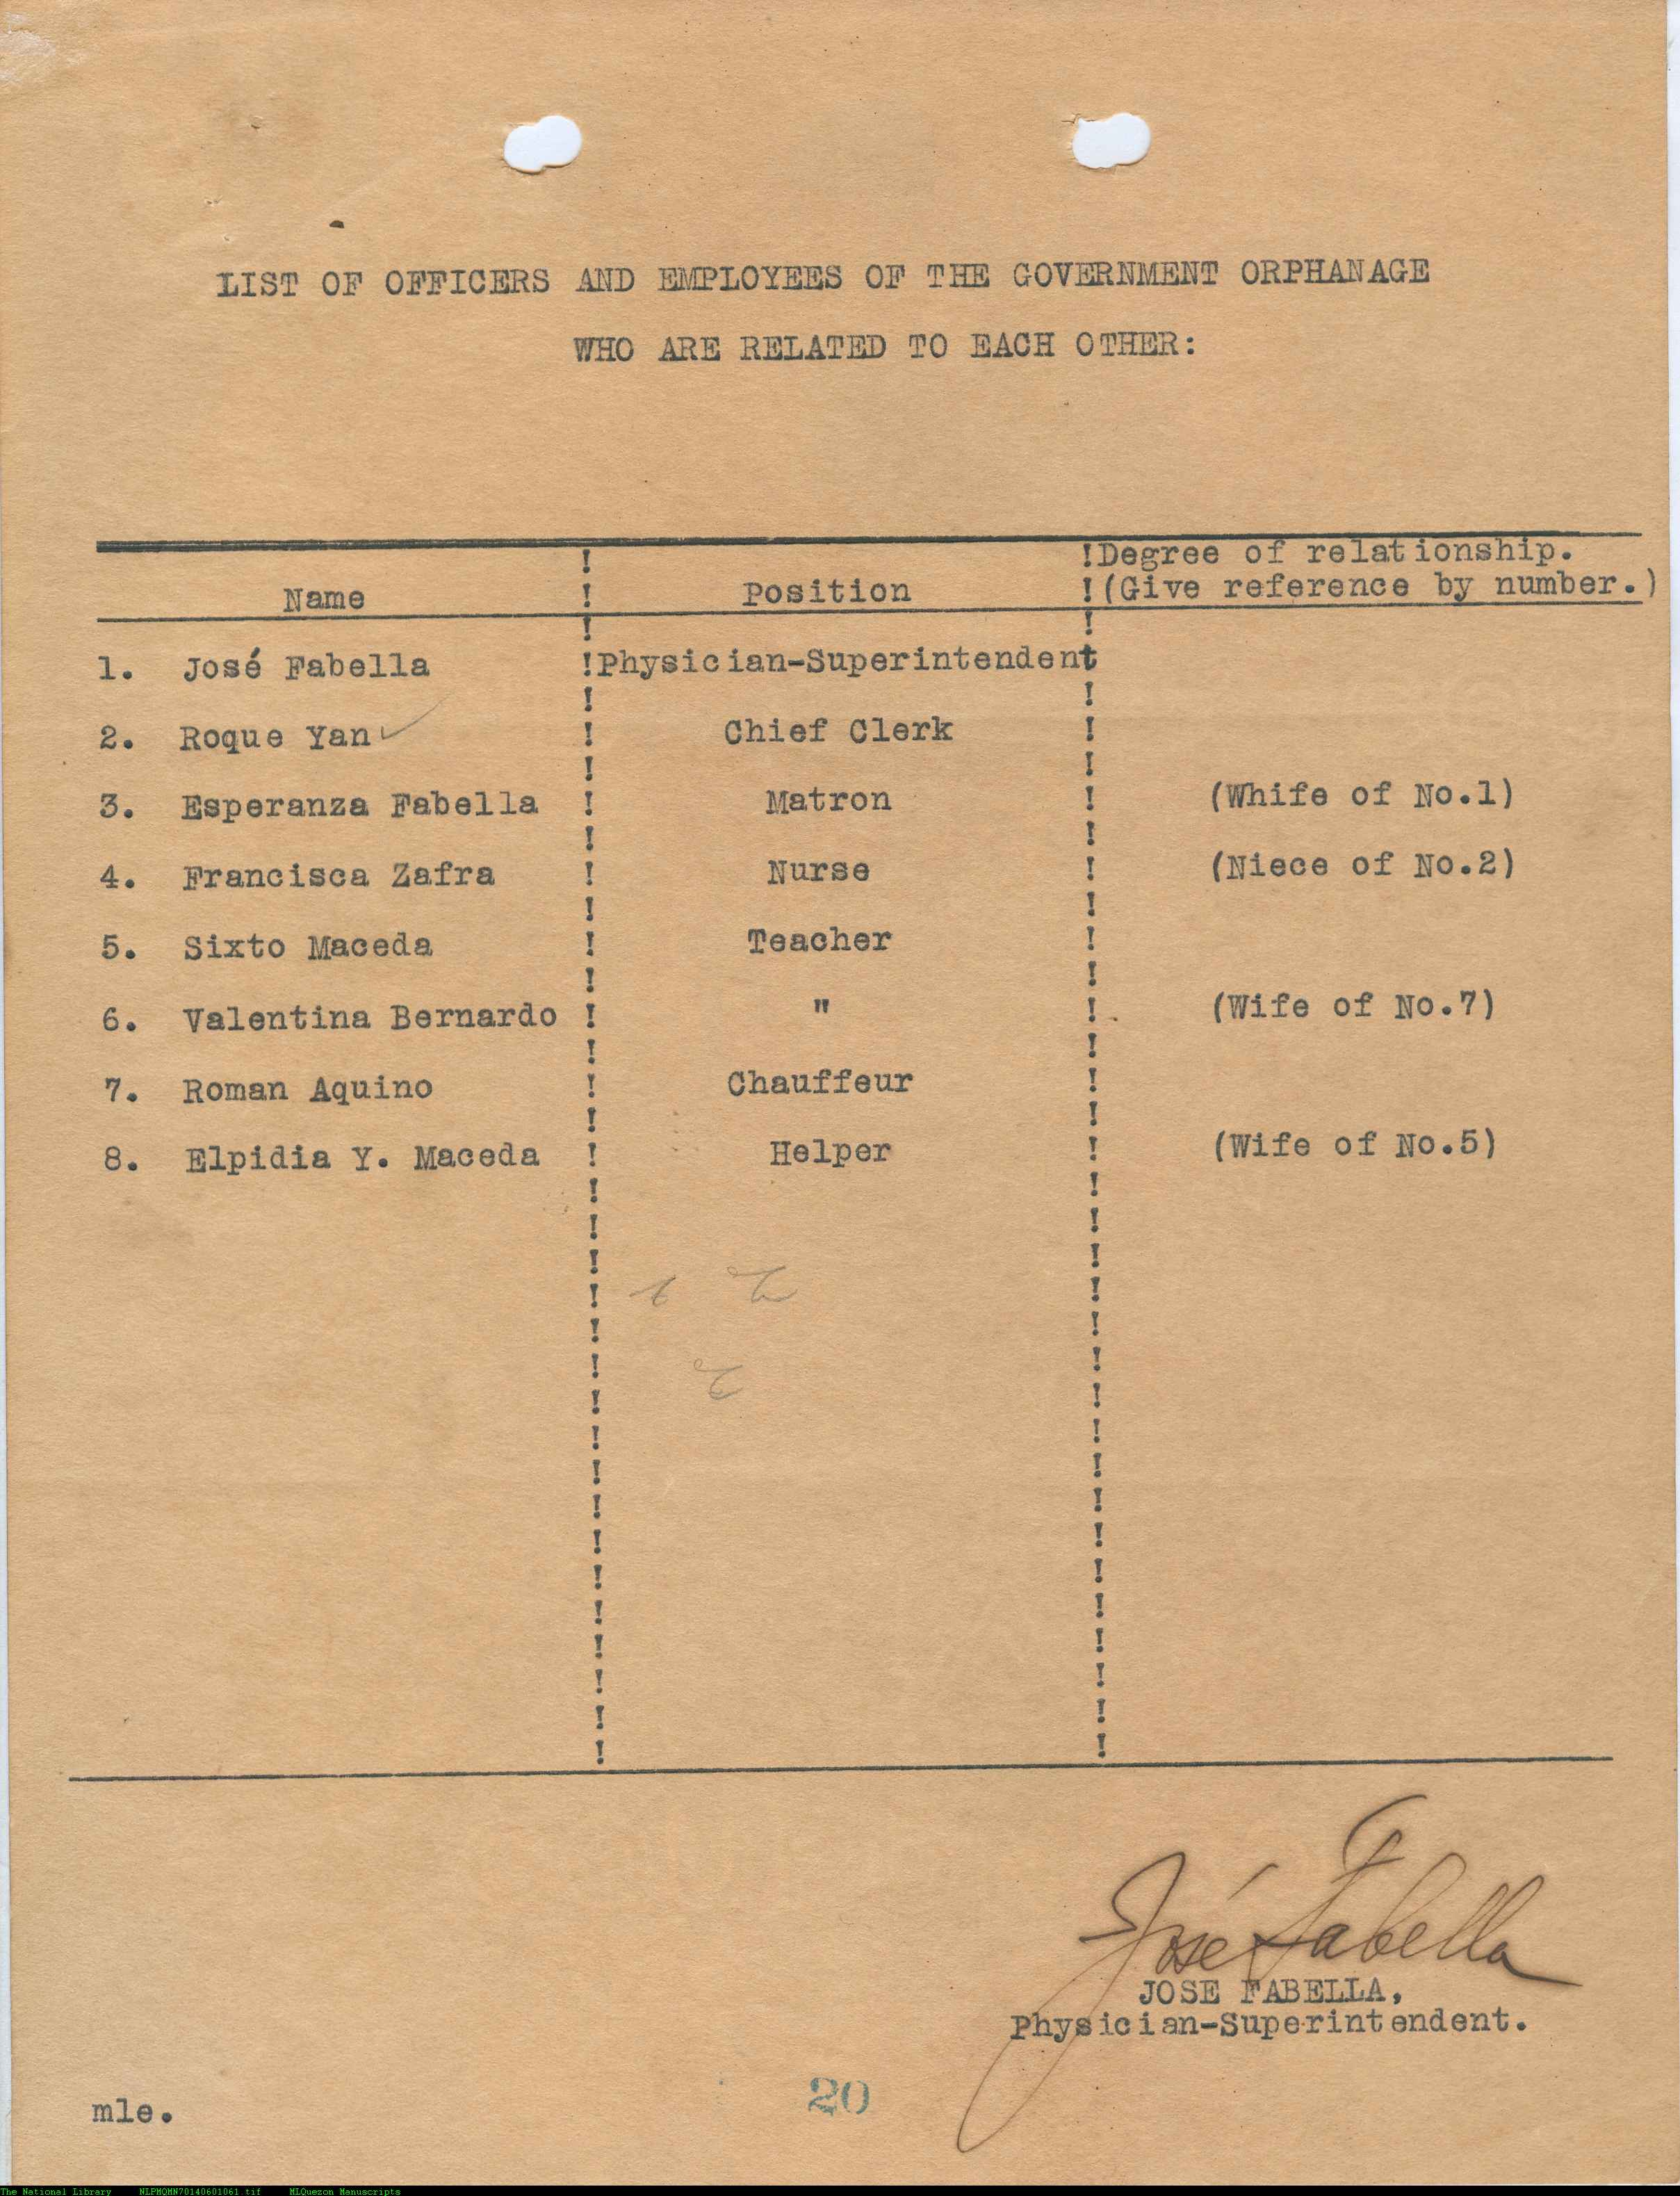 LIST OF OFFICERS AND EMPLOYEES OF THE GOVERNMENT ORPHANAGE
WHO ARE RELATED TO EACH OTHER:
Name ! Position !Degree of relationship.
!(Give reference by number.)
1. José Fabella !Physician-Superintendent
2. Roque Yan ✓ ! Chief Clerk !
3. Esperanza Fabella ! Matron ! (Whife of No.1)
4. Francisca Zafra ! Nurse ! (Niece of No.2)
5. Sixto Maceda ! Teacher !
6. Valentina Bernardo ! " ! (Wife of No.7)
7. Roman Aquino ! Chauffeur !
8. Elpidia Y. Maceda ! Helper ! (Wife of No.5)
José Fabella
JOSE FABELLA,
Physician-Superintendent.
20
mle.
The National Library NLPMQMN70140601061.tif MLQuezon Manuscripts